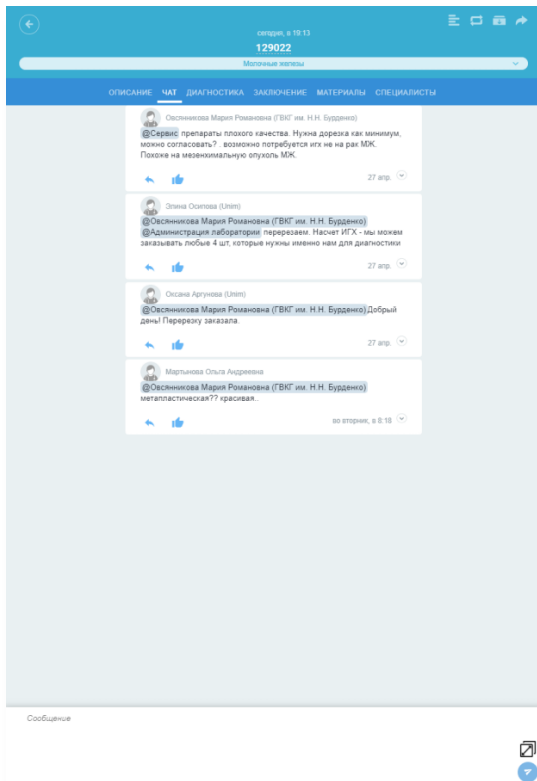 сегодня, в 19:13
129022
Молочные железы
ОПИСАНИЕ ЧАТ ДИАГНОСТИКА ЗАКЛЮЧЕНИЕ МАТЕРИАЛЫ СПЕЦИАЛИСТЫ
Овсянникова Мария Романовна (ГВКГ им. Н.Н. Бурденко)
@Сервис препараты плохого качества. Нужна дорезка как минимум,
можно согласовать? . возможно потребуется игх не на рак МЖ.
Похоже на мезенхимальную опухоль МЖ.
27 апр.
Элина Осипова (Unim)
@Овсянникова Мария Романовна (ГВКГ им. Н.Н. Бурденко)
@Администрация лаборатории перерезаем. Насчет ИГХ - мы можем
заказывать любые 4 шт, которые нужны именно нам для диагностики
27 апр.
Оксана Аргунова (Unim)
@Овсянникова Мария Романовна (ГВКГ им. Н.Н. Бурденко) Добрый
день! Перерезку заказала.
27 апр.
Мартынова Ольга Андреевна
@Овсянникова Мария Романовна (ГВКГ им. Н.Н. Бурденко)
метапластическая?? красивая..
во вторник, в 8:18
Сообщение